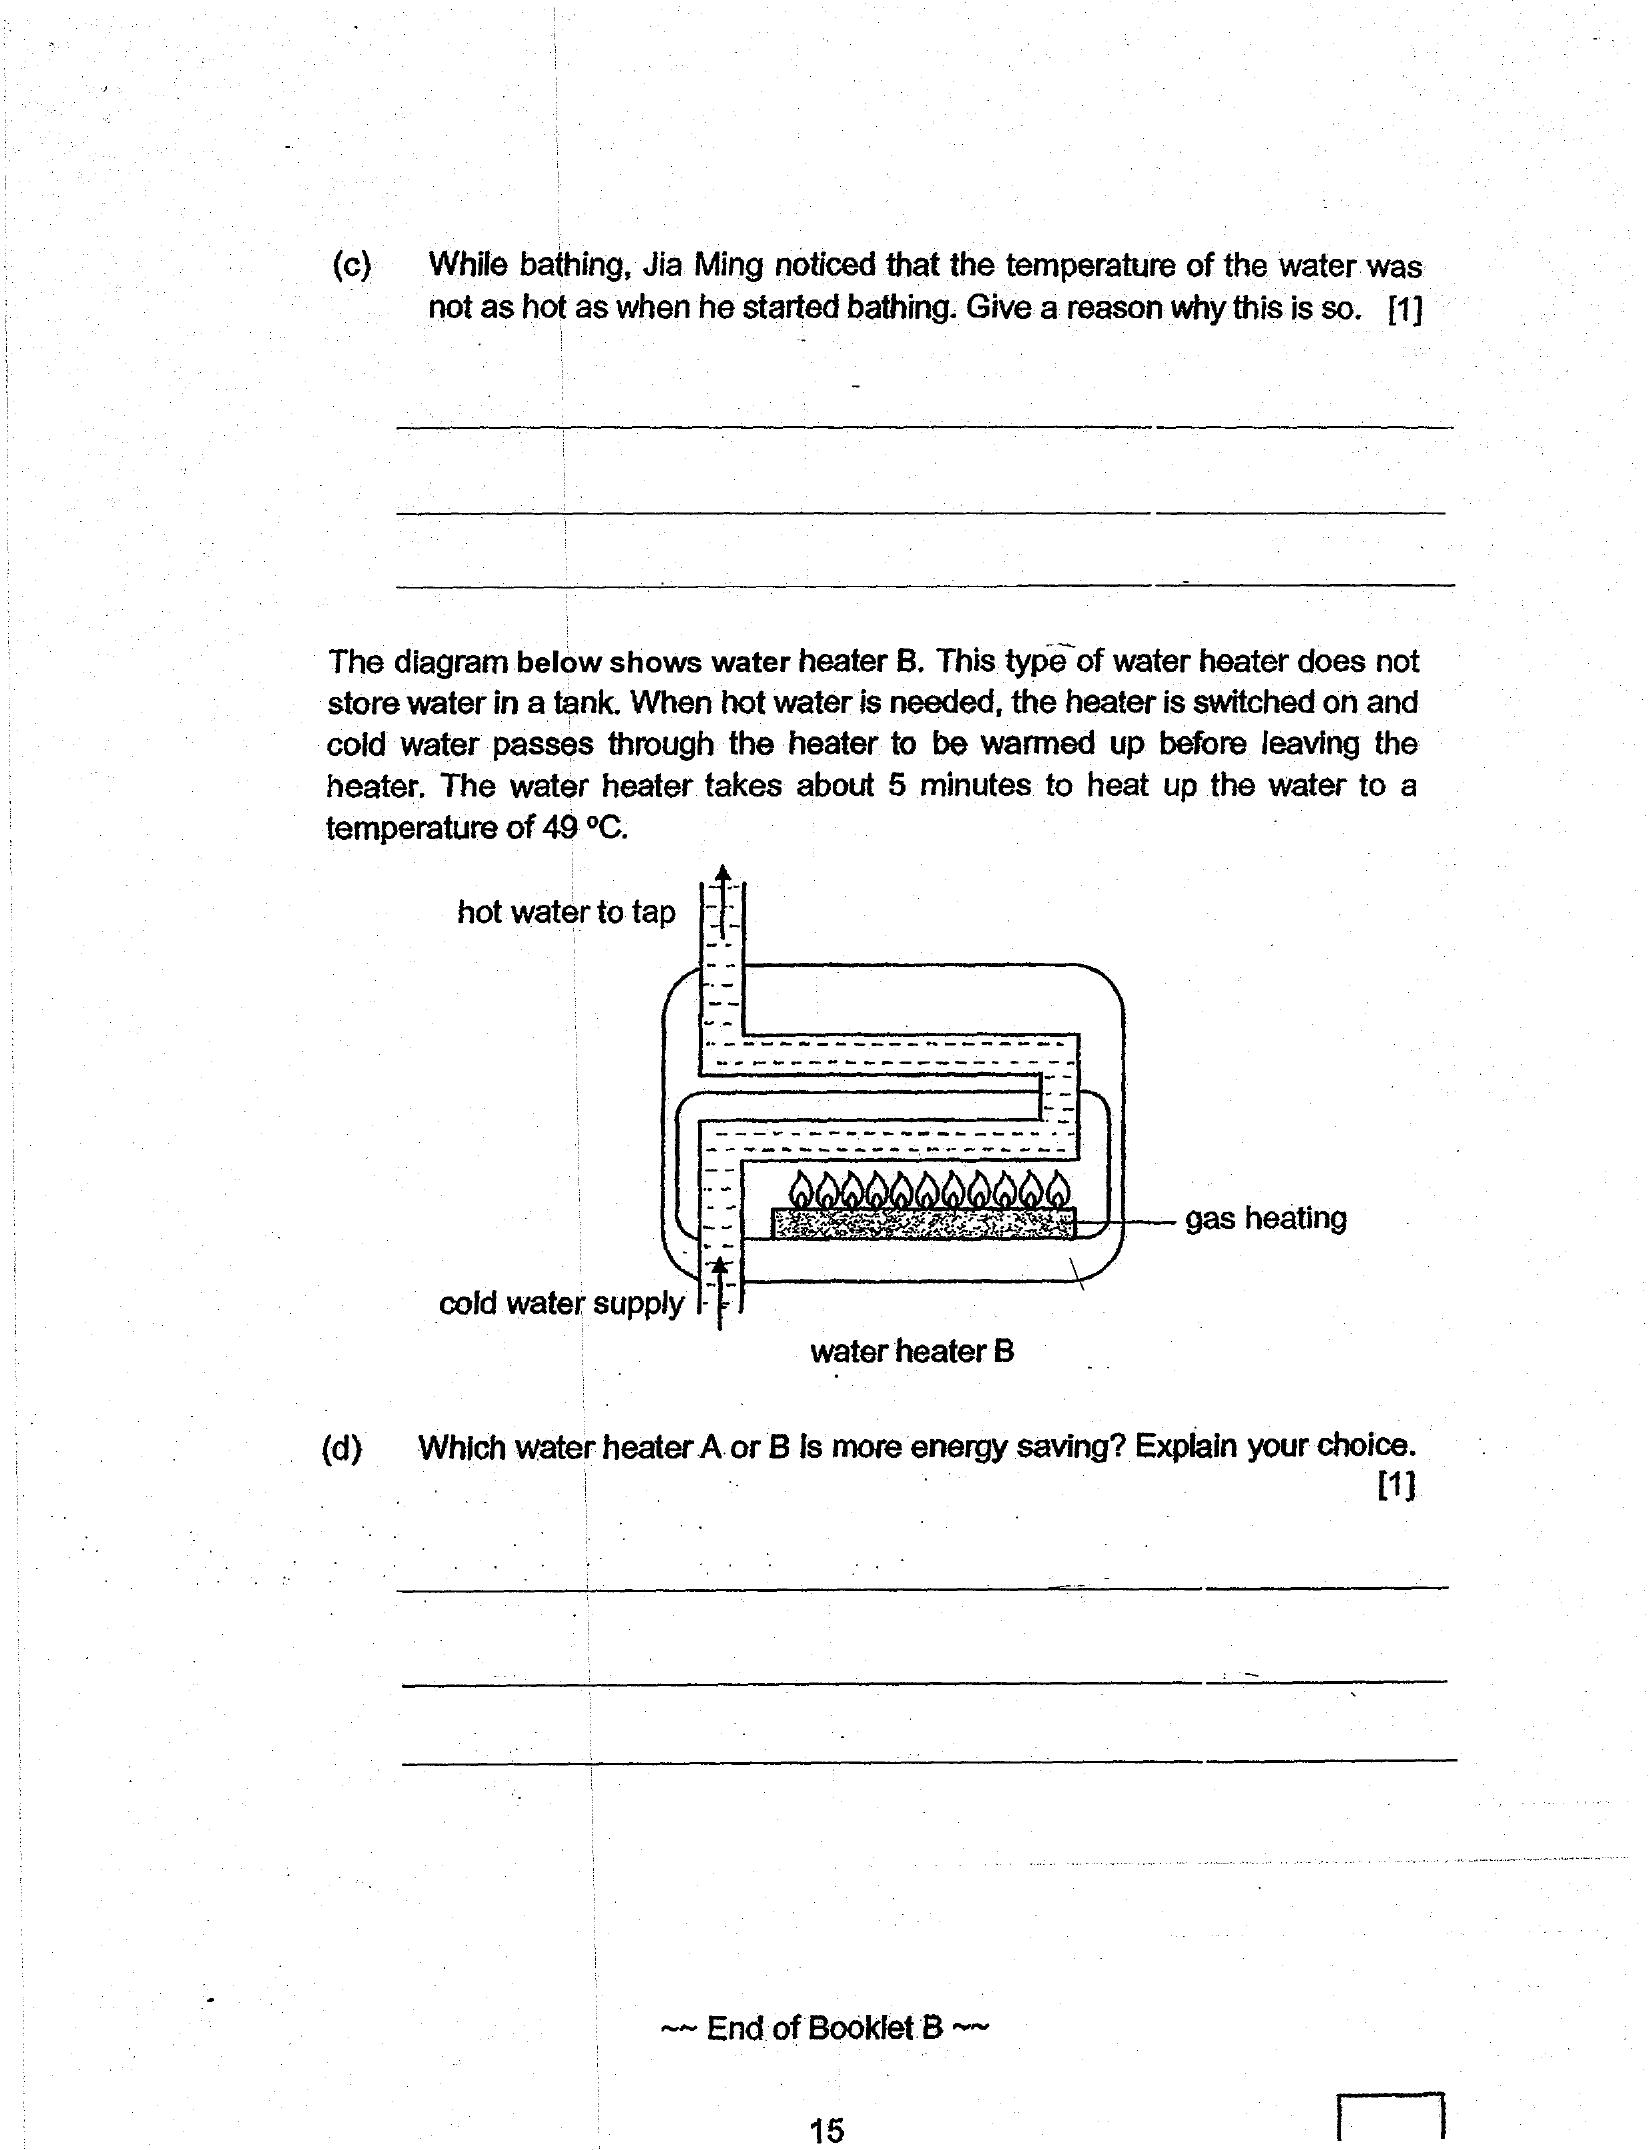 (c) While bathing, Jia Ming noticed that the temperature of the water was
not as hot as when he started bathing. Give a reason why this is so. [1]
The diagram below shows water heater B. This type of water heater does not
store water in a tank. When hot water is needed, the heater is switched on and
cold water passes through the heater to be warmed up before leaving the
heater. The water heater takes about 5 minutes to heat up the water to a
temperature of 49 ºC.
hot water to tap
gas heating
cold water supply
water heater B
(d) Which water heater A or B is more energy saving? Explain your choice.
[1]
~~ End of Booklet B ~~
15